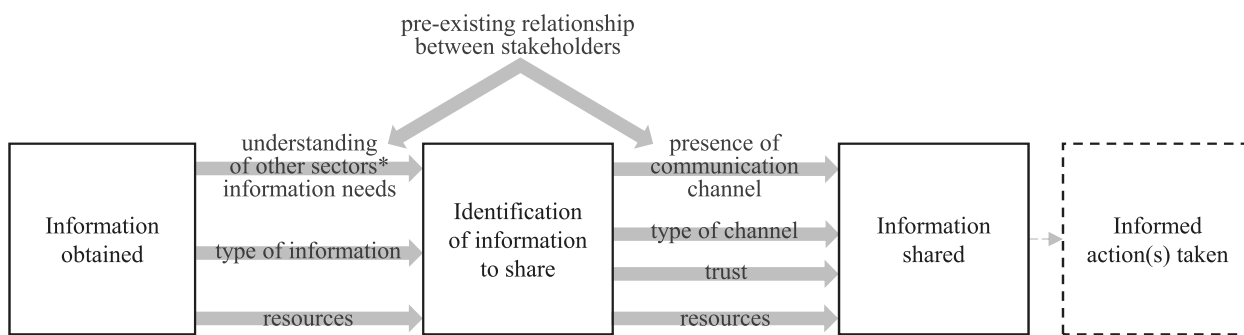 pre-existing relationship
between stakeholders
understanding
of other sectors*
information needs
presence of
communication
channel
Information
obtained
type of information
Identification
of information
to share
type of channel
trust
Information
shared
Informed
action(s) taken
resources
resources